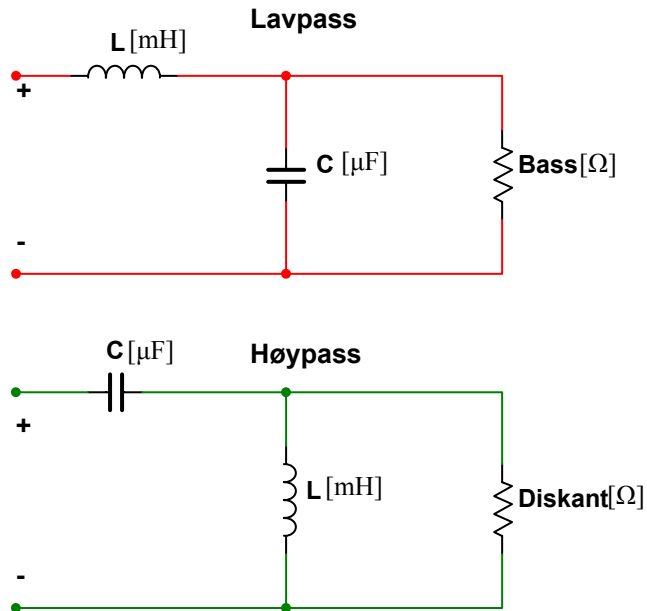 Lavpass
L [mH]
+
C [μF]
Bass[Ω]
-
C [μF]
Høypass
+
L [mH]
Diskant[Ω]
-